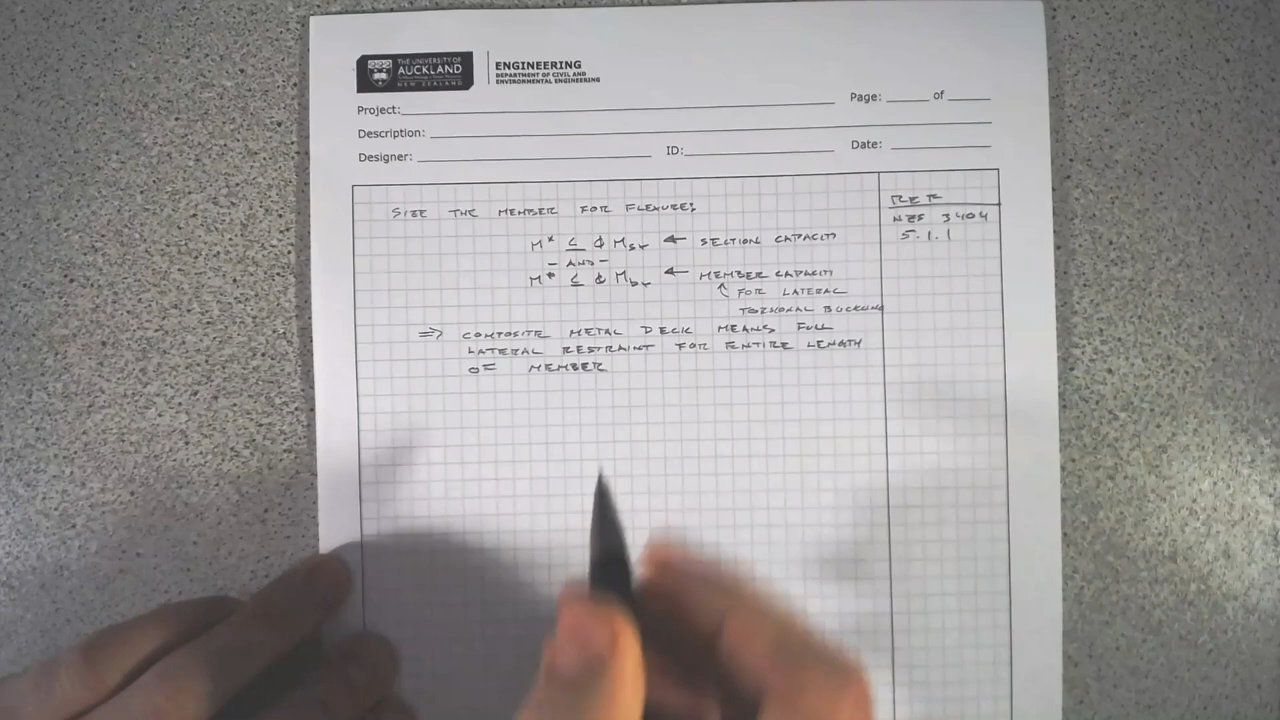 THE UNIVERSITY OF
AUCKLAND
NEW ZEALAND
ENGINEERING
DEPARTMENT OF CIVIL AND
ENVIRONMENTAL ENGINEERING
Project:
Page: of
Description:
Designer: ID: Date:
SIZE THE MEMBER FOR FLEXURE:
REF
NZS 3404
5.1.1
M* ≤ ϕ Msx ← SECTION CAPACITY
- AND -
M* ≤ ϕ Mbx ← MEMBER CAPACITY
↑ FOR LATERAL
TORSIONAL BUCKLING
⇒ COMPOSITE METAL DECK MEANS FULL
LATERAL RESTRAINT FOR ENTIRE LENGTH
OF MEMBER